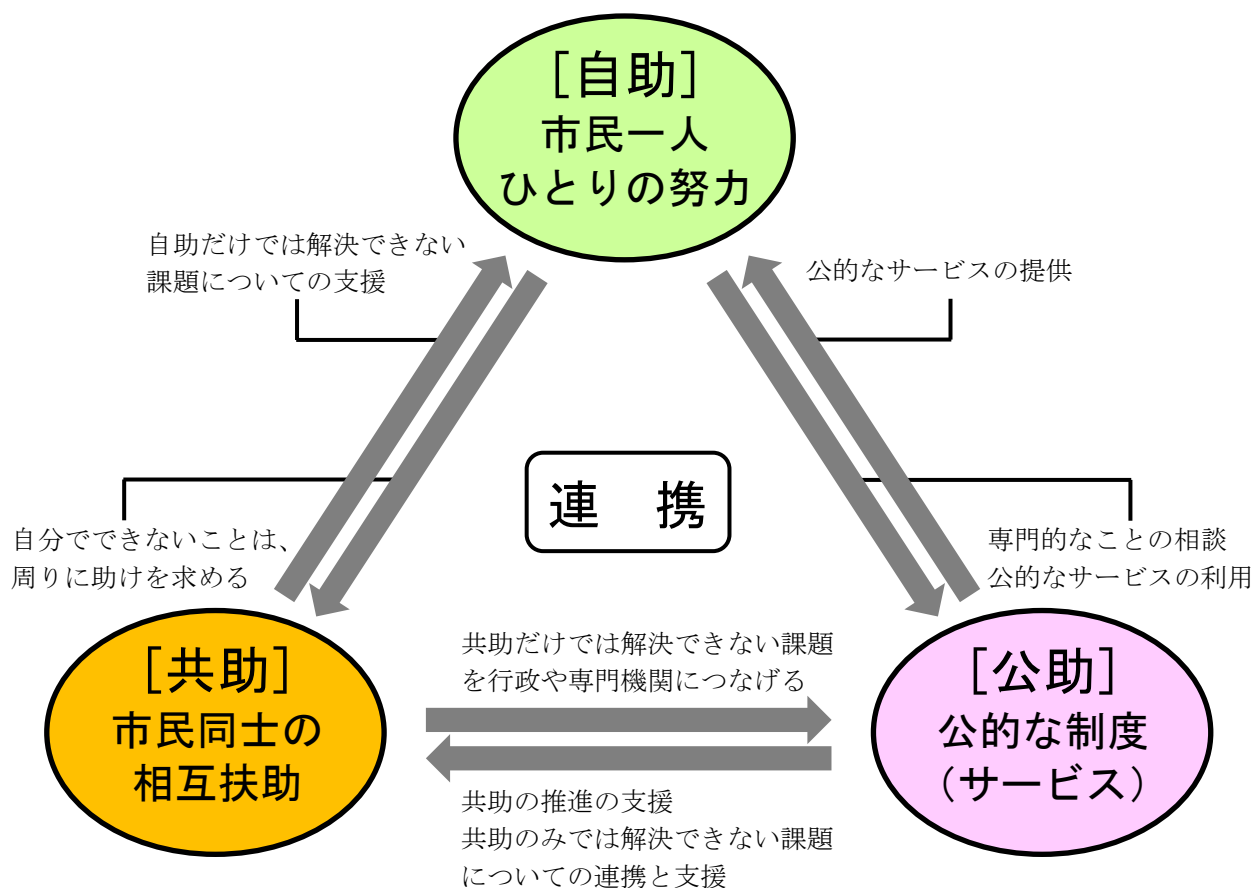 ［自助］
市民一人
ひとりの努力
自助だけでは解決できない
課題についての支援
公的なサービスの提供
連　携
自分でできないことは、
周りに助けを求める
専門的なことの相談
公的なサービスの利用
［共助］
市民同士の
相互扶助
共助だけでは解決できない課題
を行政や専門機関につなげる
共助の推進の支援
共助のみでは解決できない課題
についての連携と支援
［公助］
公的な制度
（サービス）